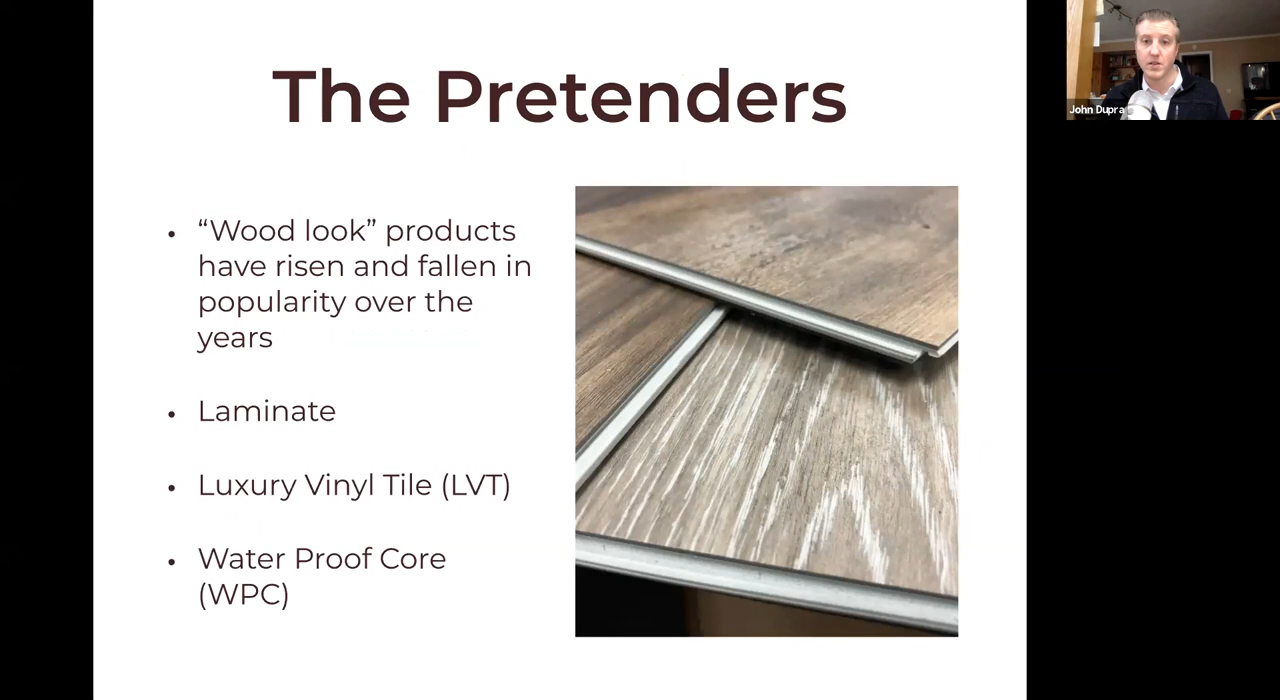 The Pretenders
• “Wood look” products
have risen and fallen in
popularity over the
years
• Laminate
• Luxury Vinyl Tile (LVT)
• Water Proof Core
(WPC)
John Dupra